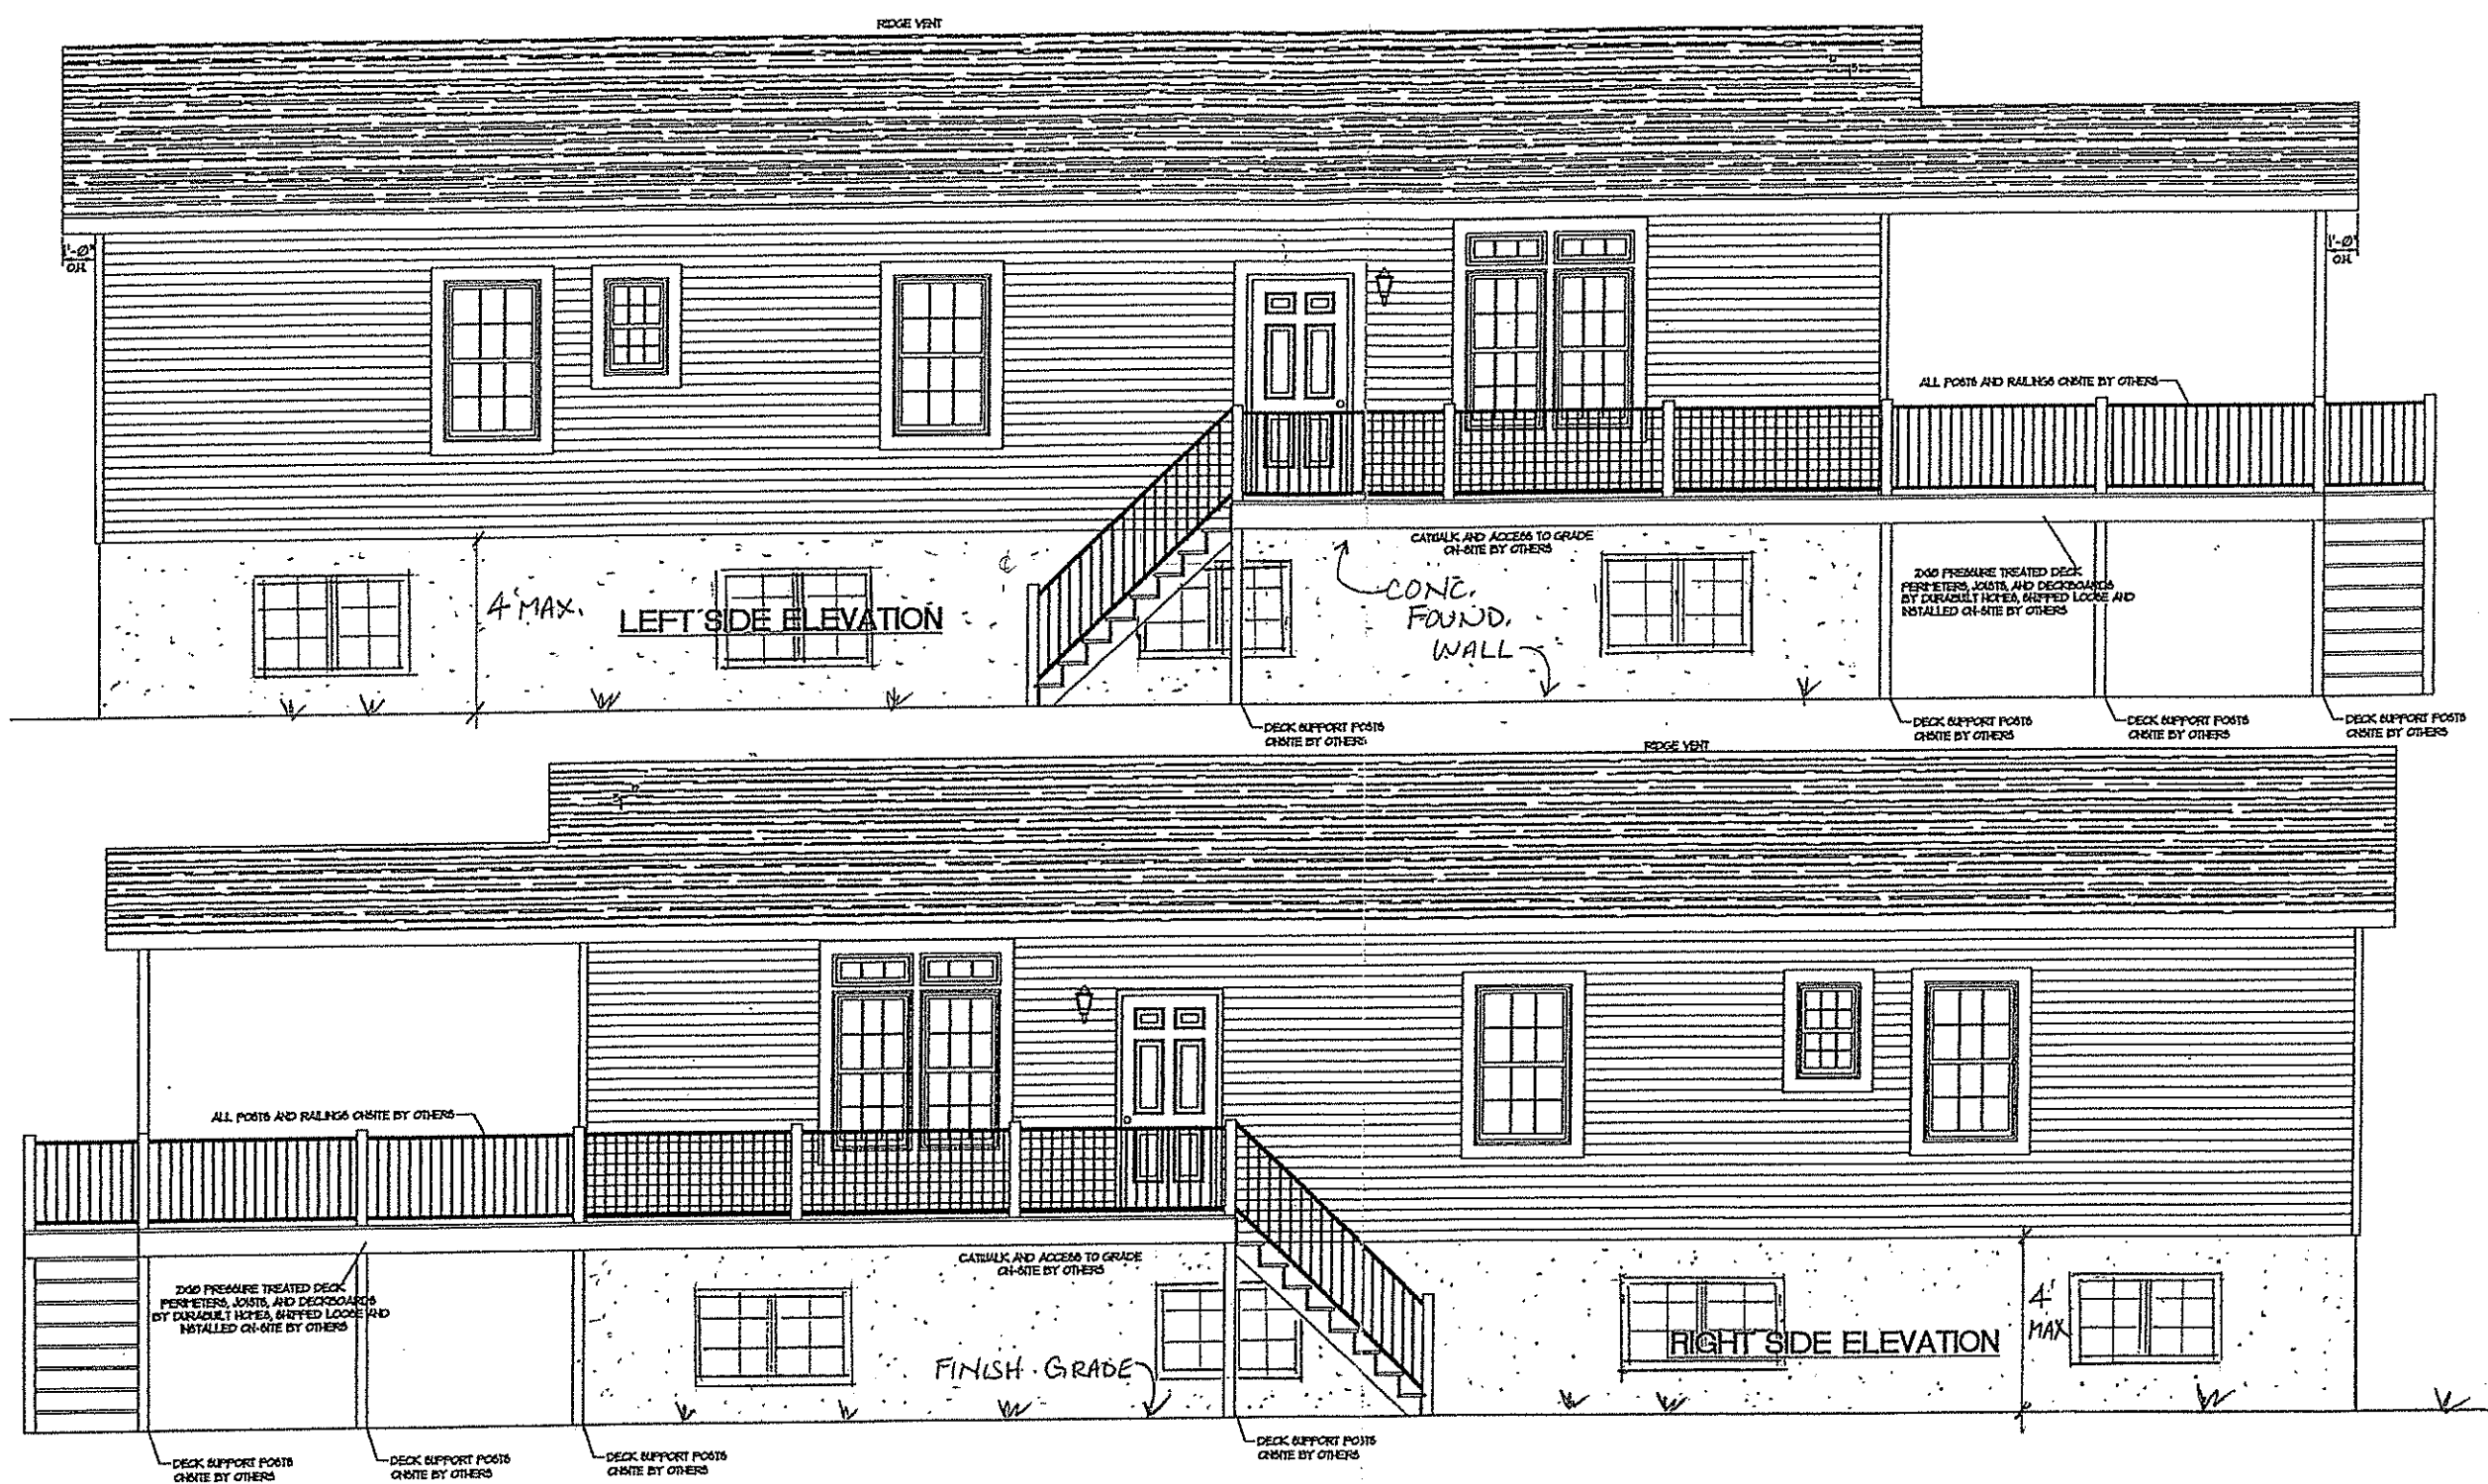 RIDGE VENT
1'-0"
O.H.
1'-0"
O.H.
ALL POSTS AND RAILINGS ONSITE BY OTHERS
CATWALK AND ACCESS TO GRADE
ON-SITE BY OTHERS
4' MAX.
LEFT SIDE ELEVATION
CONC.
FOUND.
WALL
PRESSURE TREATED DECK
PERIMETERS, JOISTS, AND DECKBOARDS
BY DURABUILT HOMES, SHIPPED LOOSE AND
INSTALLED ON-SITE BY OTHERS
DECK SUPPORT POSTS
ONSITE BY OTHERS
DECK SUPPORT POSTS
ONSITE BY OTHERS
DECK SUPPORT POSTS
ONSITE BY OTHERS
DECK SUPPORT POSTS
ONSITE BY OTHERS
RIDGE VENT
ALL POSTS AND RAILINGS ONSITE BY OTHERS
CATWALK AND ACCESS TO GRADE
ON-SITE BY OTHERS
PRESSURE TREATED DECK
PERIMETERS, JOISTS, AND DECKBOARDS
BY DURABUILT HOMES, SHIPPED LOOSE AND
INSTALLED ON-SITE BY OTHERS
FINISH GRADE
RIGHT SIDE ELEVATION
4'
MAX
DECK SUPPORT POSTS
ONSITE BY OTHERS
DECK SUPPORT POSTS
ONSITE BY OTHERS
DECK SUPPORT POSTS
ONSITE BY OTHERS
DECK SUPPORT POSTS
ONSITE BY OTHERS